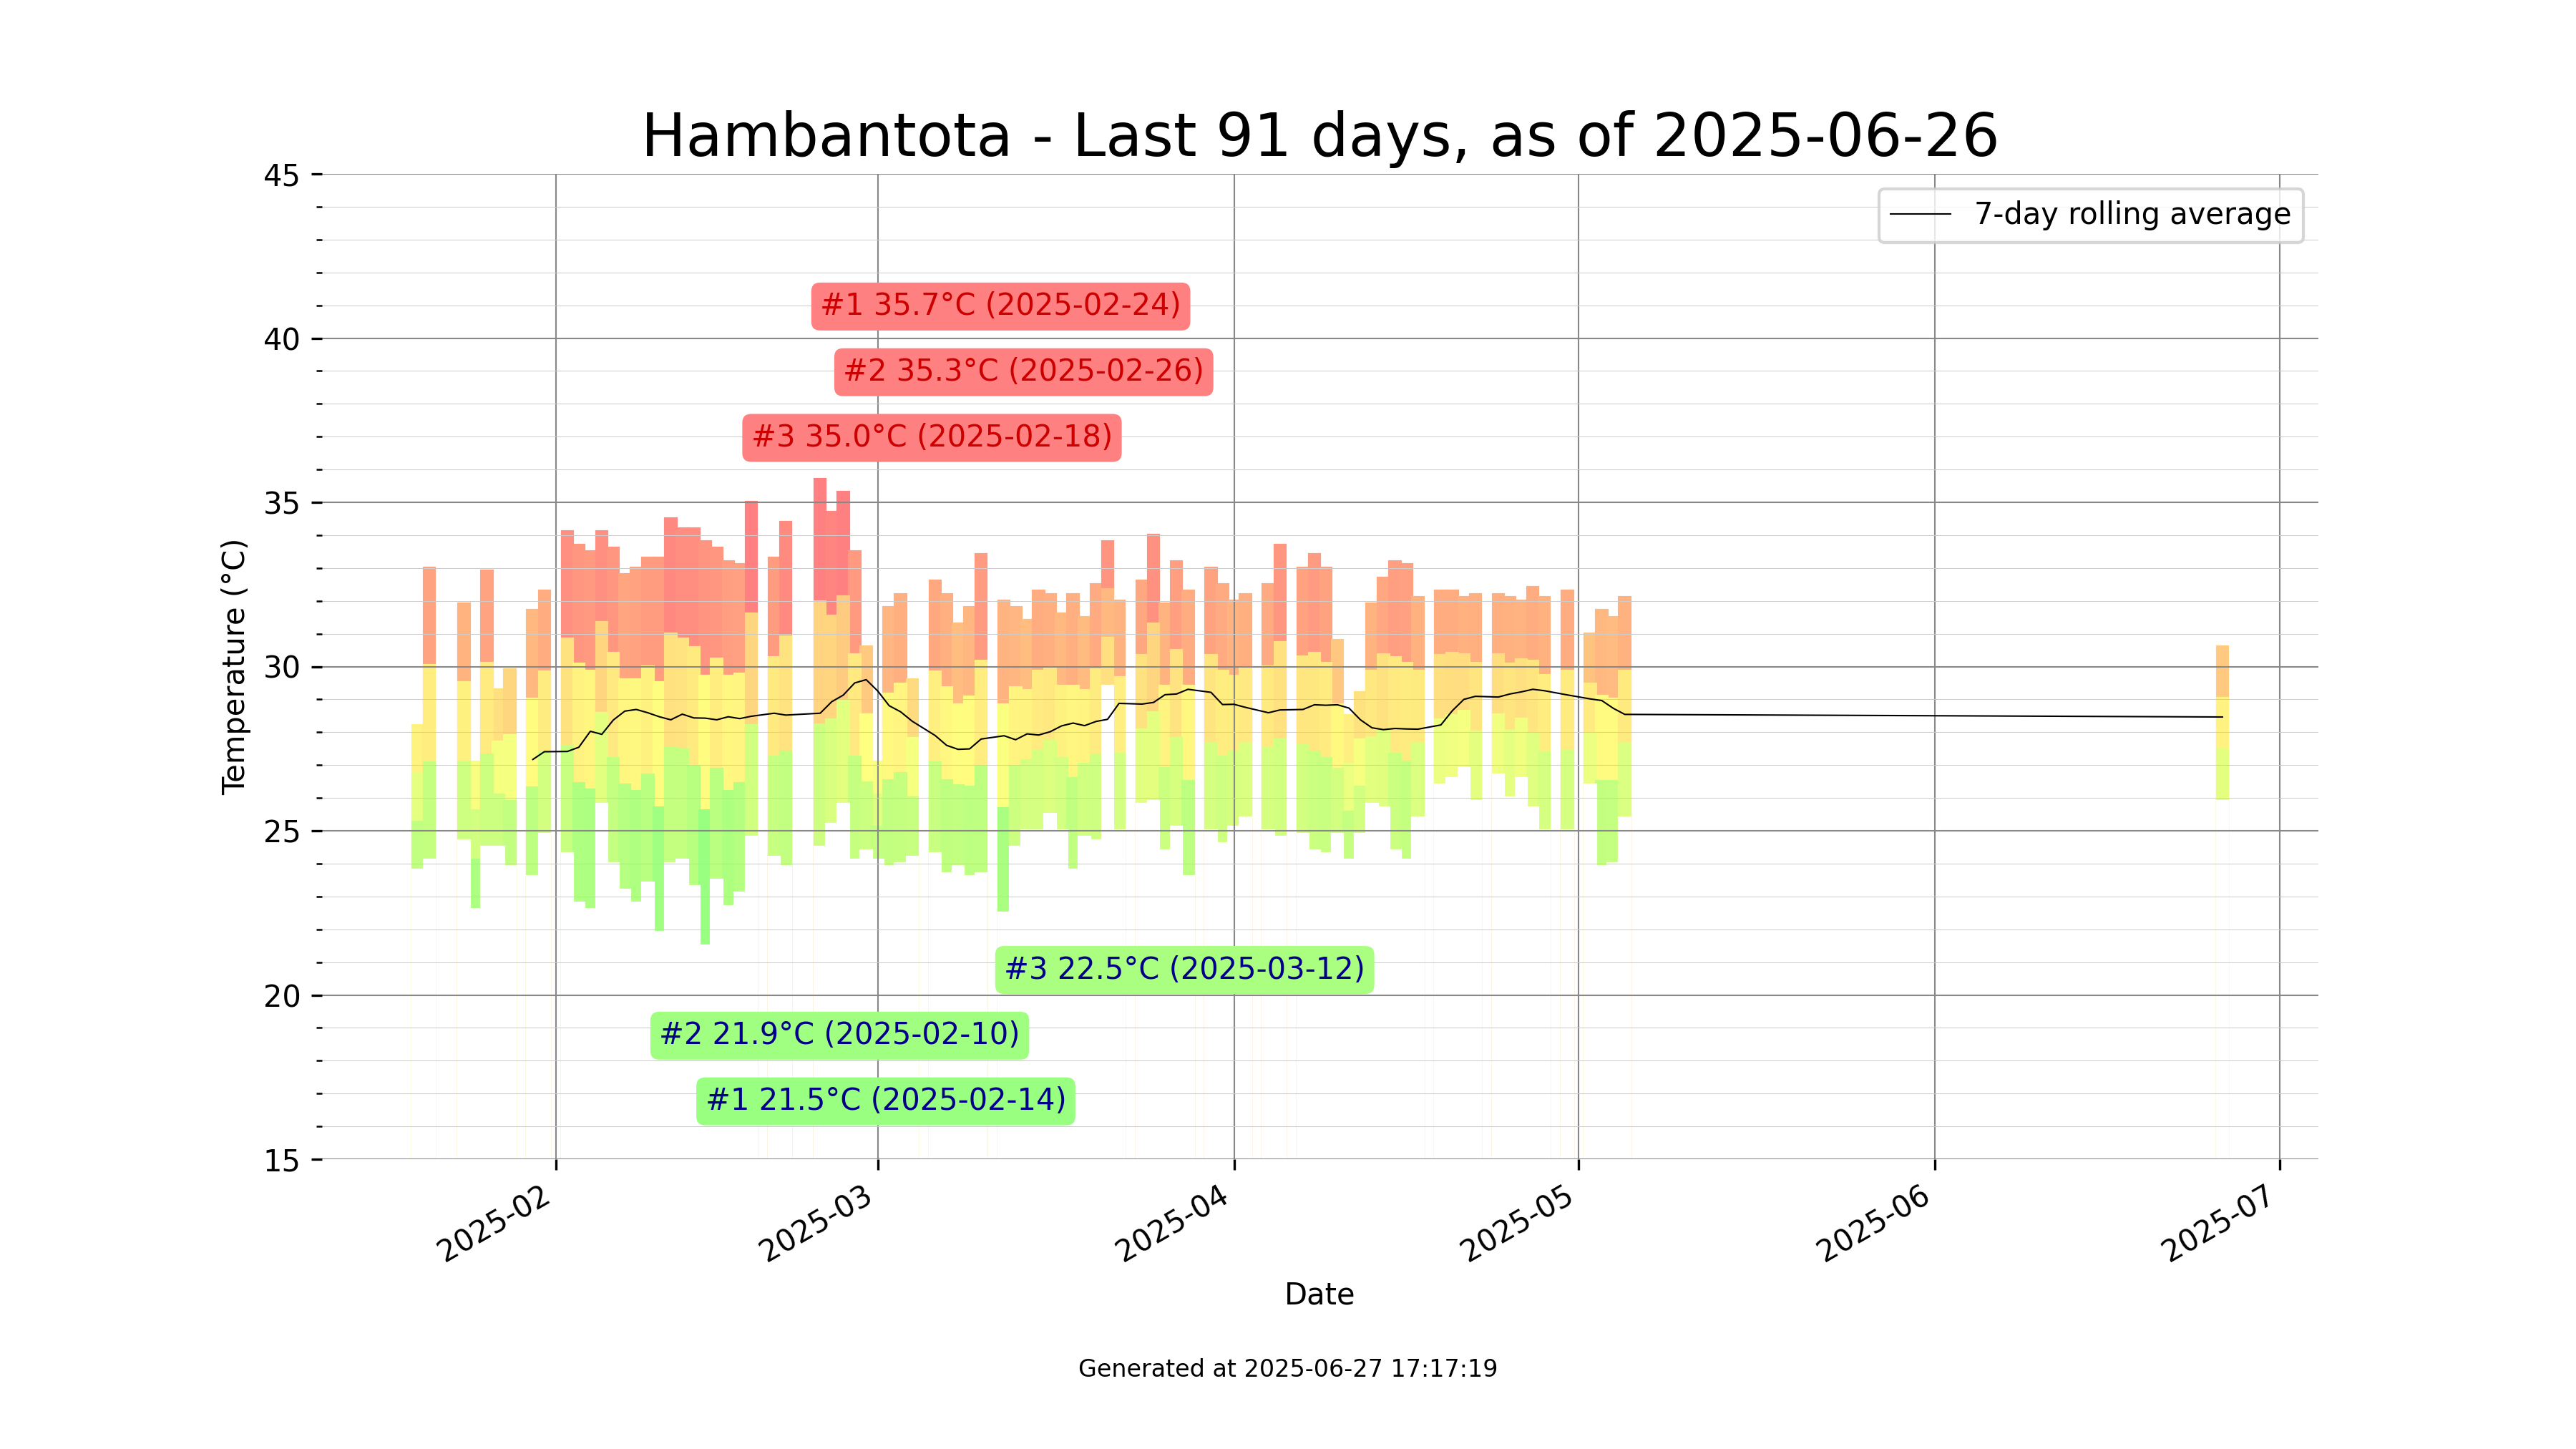 Hambantota - Last 91 days, as of 2025-06-26
45
7-day rolling average
#1 35.7°C (2025-02-24)
40
#2 35.3°C (2025-02-26)
#3 35.0°C (2025-02-18)
35
Temperature (°C)
30
25
#3 22.5°C (2025-03-12)
20
#2 21.9°C (2025-02-10)
#1 21.5°C (2025-02-14)
15
2025-02
2025-03
2025-04
2025-05
2025-06
2025-07
Date
Generated at 2025-06-27 17:17:19